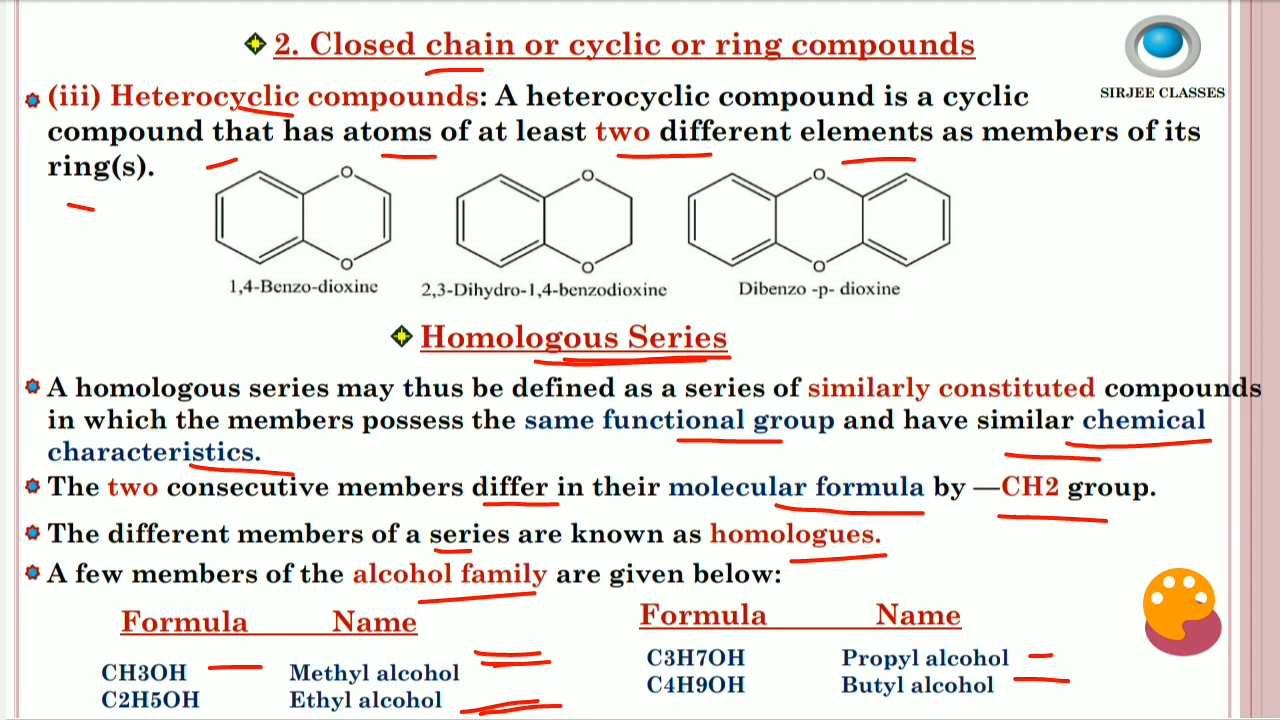 2. Closed chain or cyclic or ring compounds
SIRJEE CLASSES
(iii) Heterocyclic compounds: A heterocyclic compound is a cyclic
compound that has atoms of at least two different elements as members of its
ring(s).
O O O
O O O
1,4-Benzo-dioxine 2,3-Dihydro-1,4-benzodioxine Dibenzo -p- dioxine
Homologous Series
A homologous series may thus be defined as a series of similarly constituted compounds
in which the members possess the same functional group and have similar chemical
characteristics.
The two consecutive members differ in their molecular formula by —CH2 group.
The different members of a series are known as homologues.
A few members of the alcohol family are given below:
Formula Name Formula Name
CH3OH Methyl alcohol C3H7OH Propyl alcohol
C2H5OH Ethyl alcohol C4H9OH Butyl alcohol